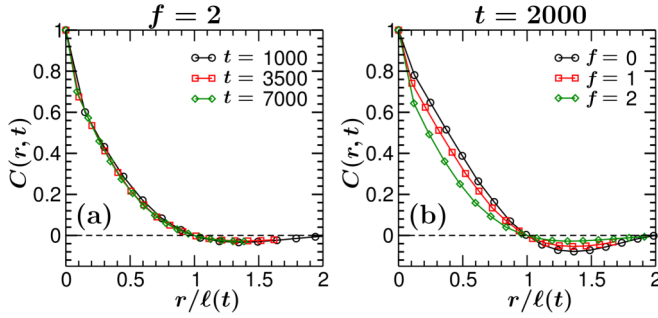 f = 2
t = 2000
1
0.8
0.6
0.4
0.2
0
C(r, t)
t = 1000
t = 3500
t = 7000
(a)
0 0.5 1 1.5 2
r/ℓ(t)
1
0.8
0.6
0.4
0.2
0
C(r, t)
f = 0
f = 1
f = 2
(b)
0 0.5 1 1.5 2
r/ℓ(t)